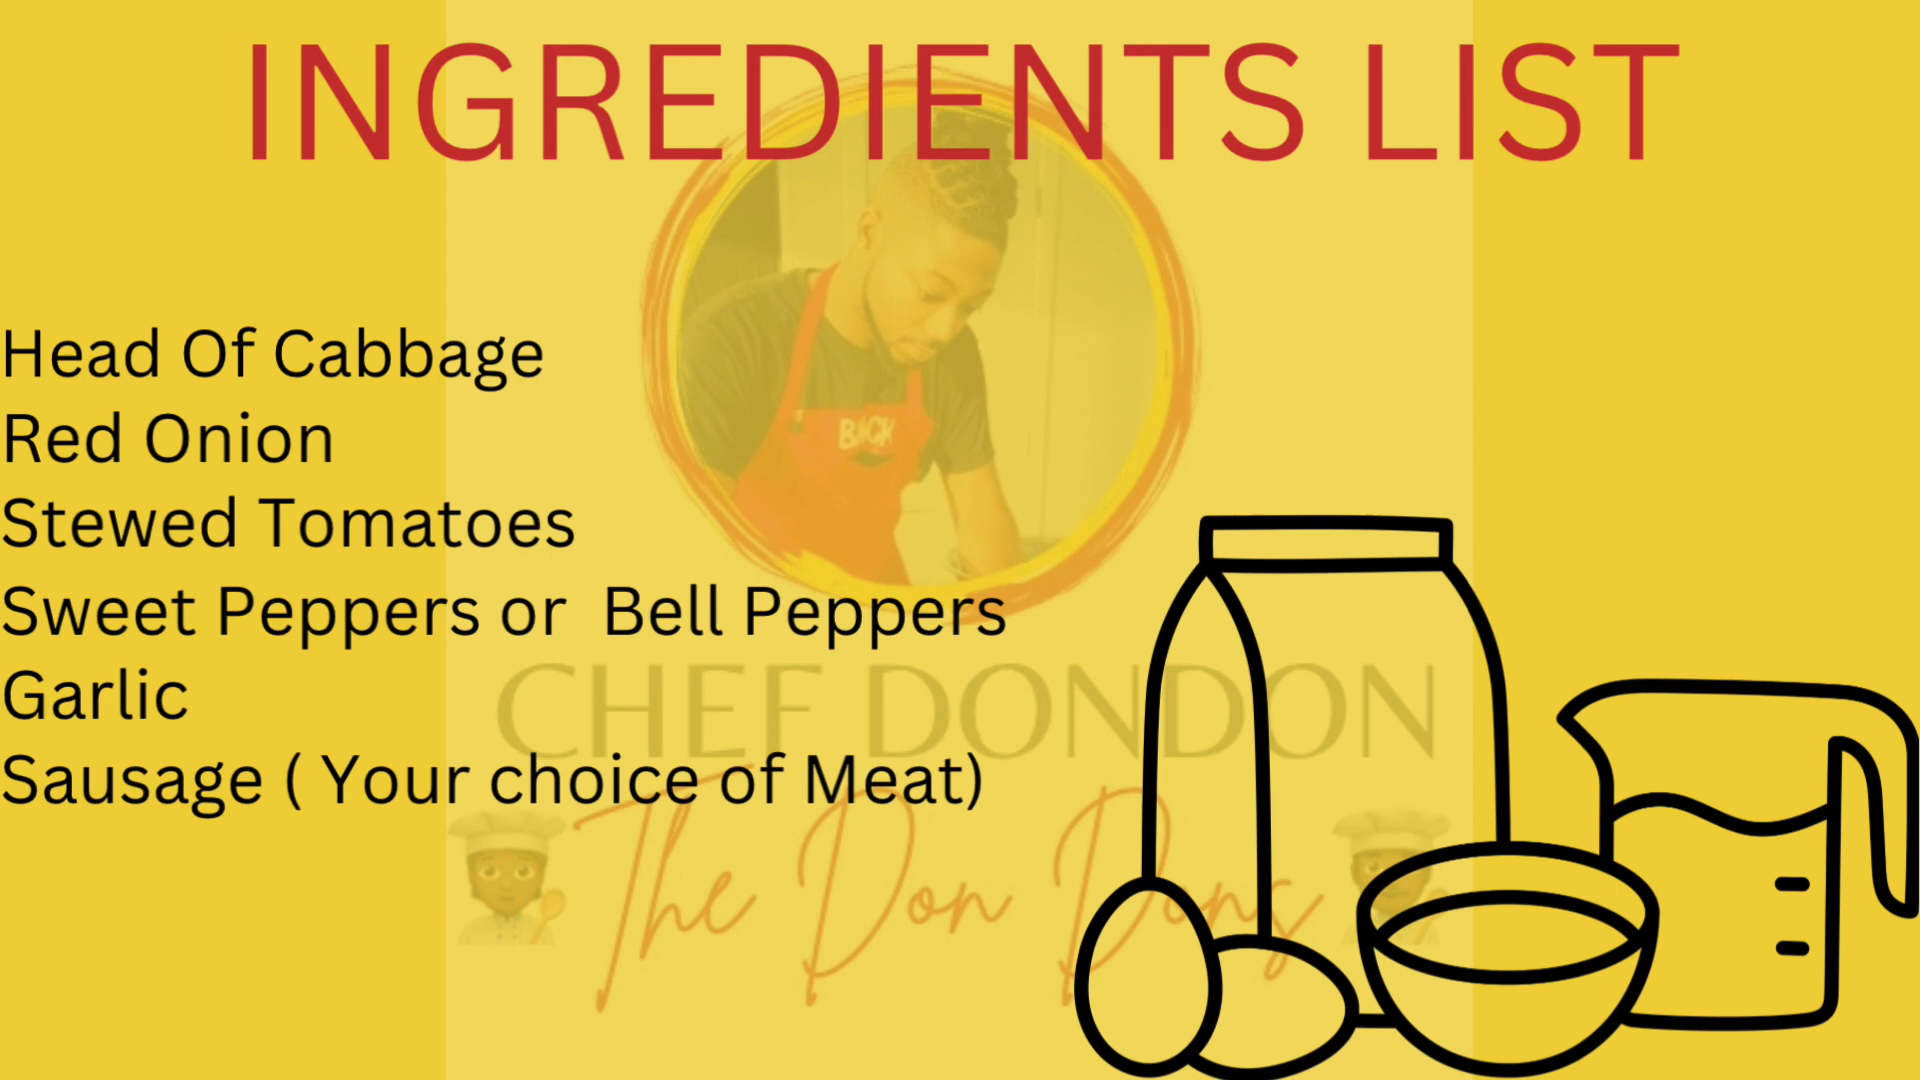 INGREDIENTS LIST
BACK
Head Of Cabbage
Red Onion
Stewed Tomatoes
Sweet Peppers or  Bell Peppers
Garlic
CHEF DONDON
Sausage ( Your choice of Meat)
The Don Dons